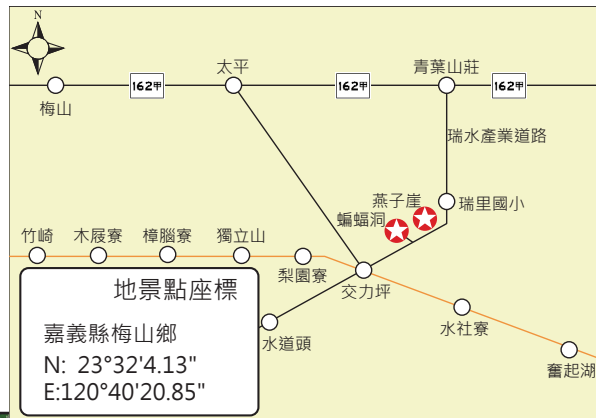 N
太平
青葉山莊
162甲
162甲
162甲
梅山
瑞水產業道路
燕子崖
瑞里國小
蝙蝠洞
竹崎
木屐寮
樟腦寮
獨立山
梨園寮
交力坪
地景點座標
嘉義縣梅山鄉
N: 23°32'4.13"
E:120°40'20.85"
水道頭
水社寮
奮起湖